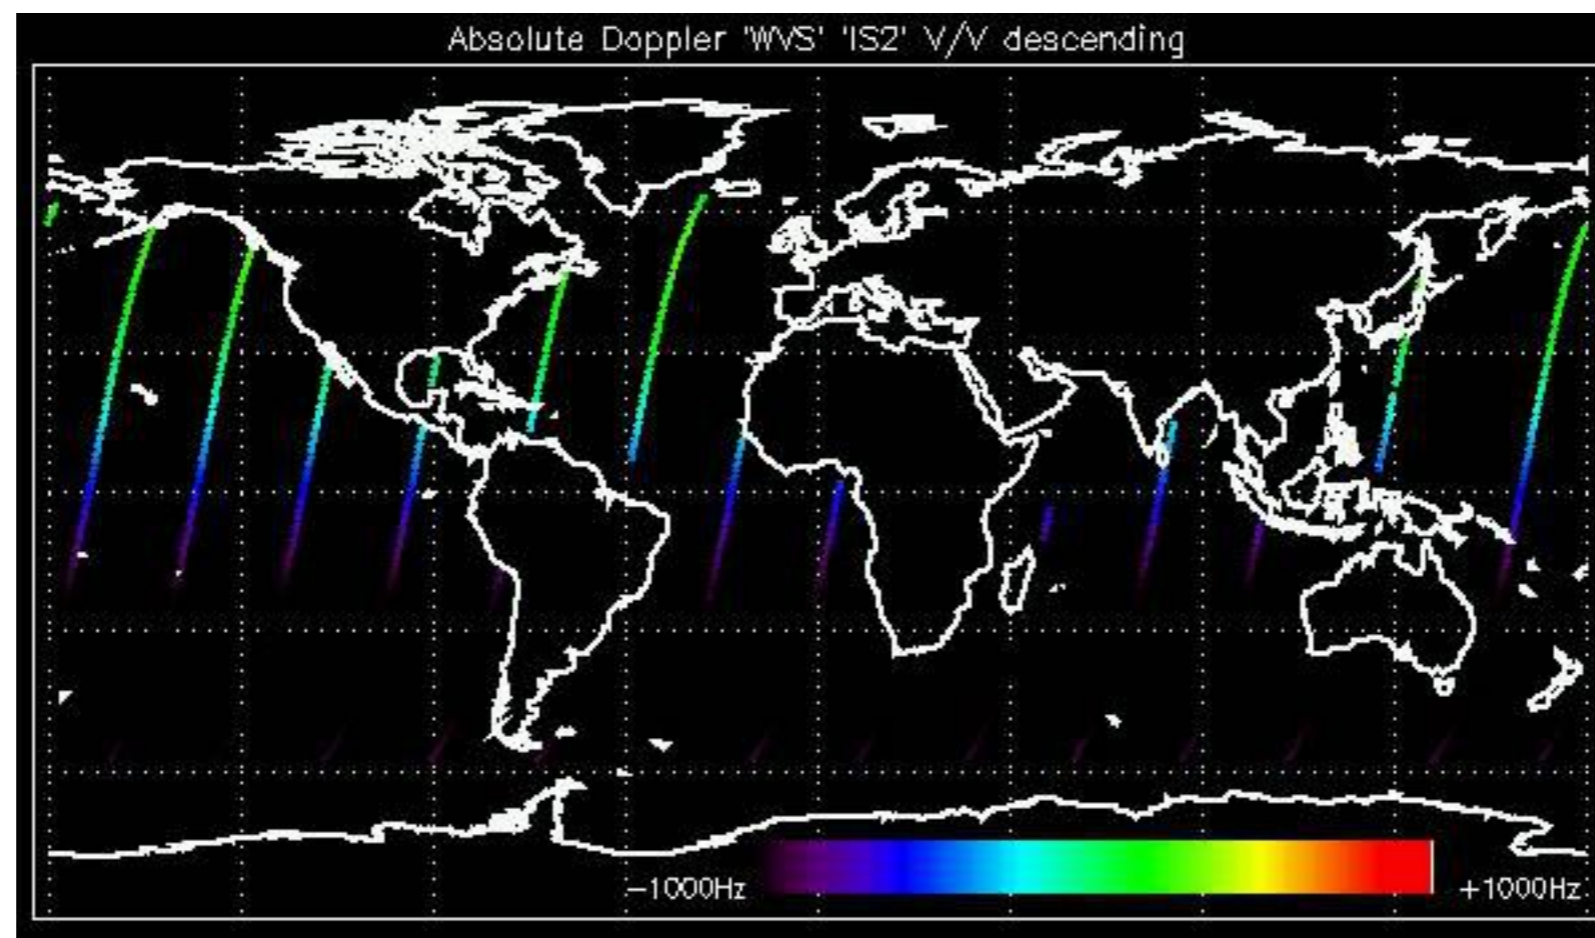 Absolute Doppler 'WVS' 'IS2' V/V descending
−1000Hz
+1000Hz